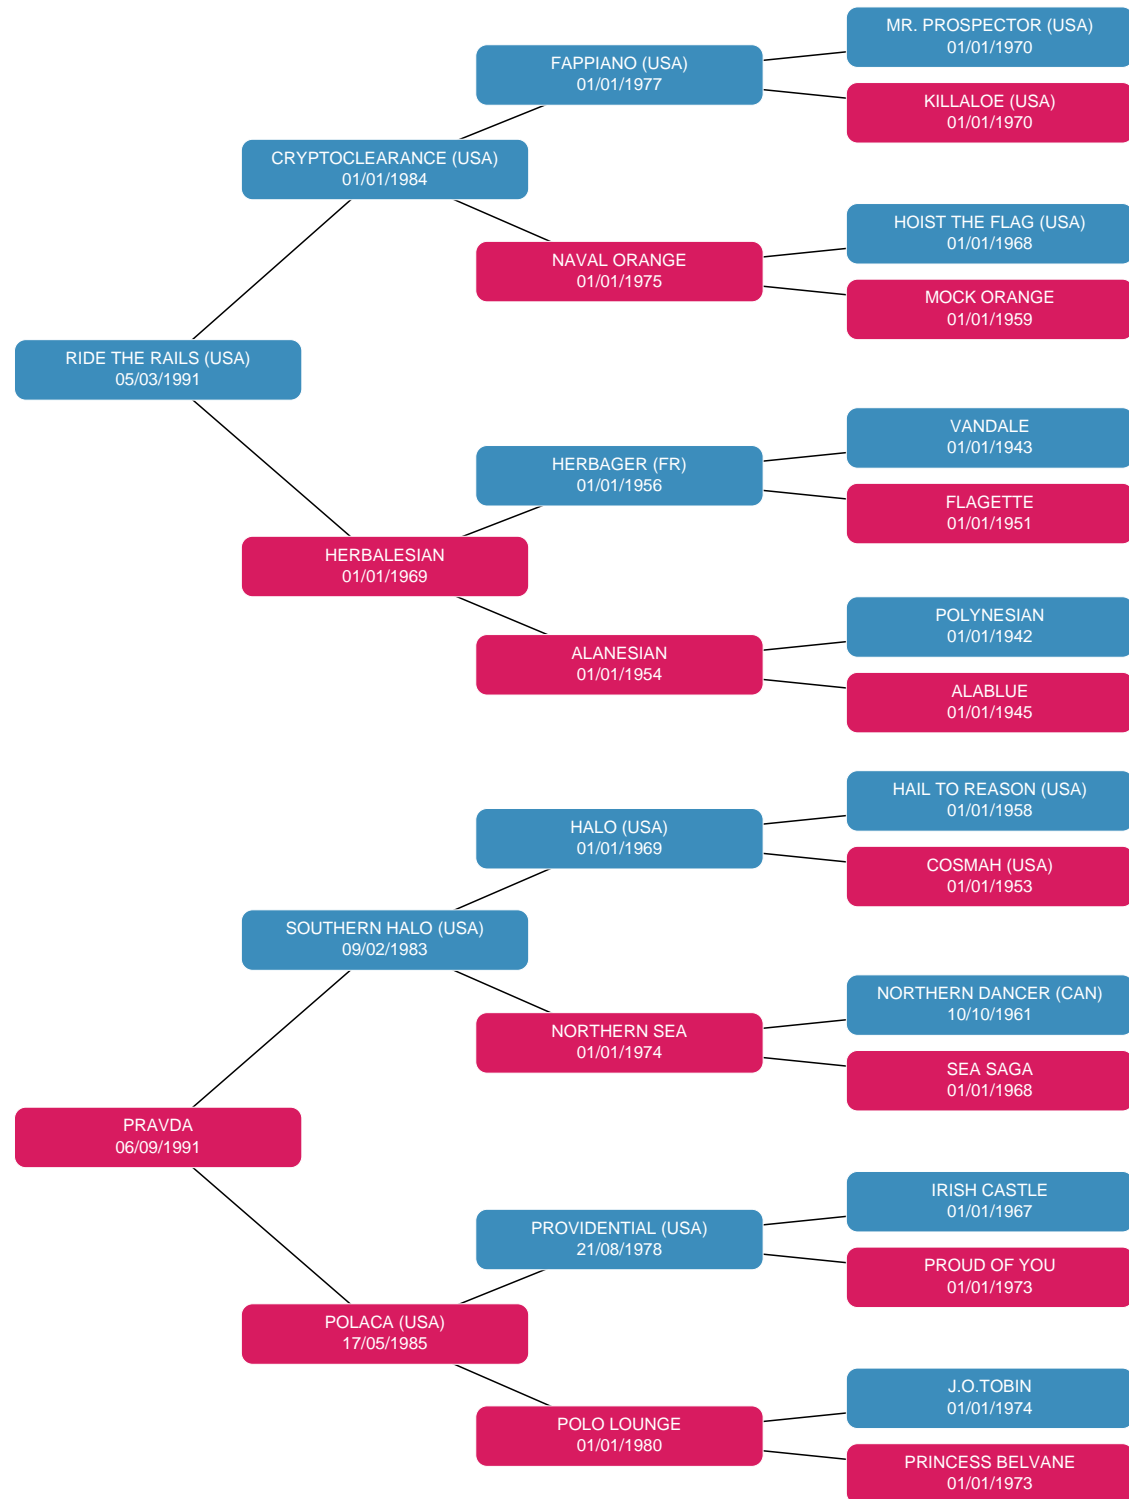 MR. PROSPECTOR (USA)
01/01/1970
FAPPIANO (USA)
01/01/1977
KILLALOE (USA)
01/01/1970
CRYPTOCLEARANCE (USA)
01/01/1984
HOIST THE FLAG (USA)
01/01/1968
NAVAL ORANGE
01/01/1975
MOCK ORANGE
01/01/1959
RIDE THE RAILS (USA)
05/03/1991
VANDALE
01/01/1943
HERBAGER (FR)
01/01/1956
FLAGETTE
01/01/1951
HERBALESIAN
01/01/1969
POLYNESIAN
01/01/1942
ALANESIAN
01/01/1954
ALABLUE
01/01/1945
HAIL TO REASON (USA)
01/01/1958
HALO (USA)
01/01/1969
COSMAH (USA)
01/01/1953
SOUTHERN HALO (USA)
09/02/1983
NORTHERN DANCER (CAN)
10/10/1961
NORTHERN SEA
01/01/1974
SEA SAGA
01/01/1968
PRAVDA
06/09/1991
IRISH CASTLE
01/01/1967
PROVIDENTIAL (USA)
21/08/1978
PROUD OF YOU
01/01/1973
POLACA (USA)
17/05/1985
J.O.TOBIN
01/01/1974
POLO LOUNGE
01/01/1980
PRINCESS BELVANE
01/01/1973